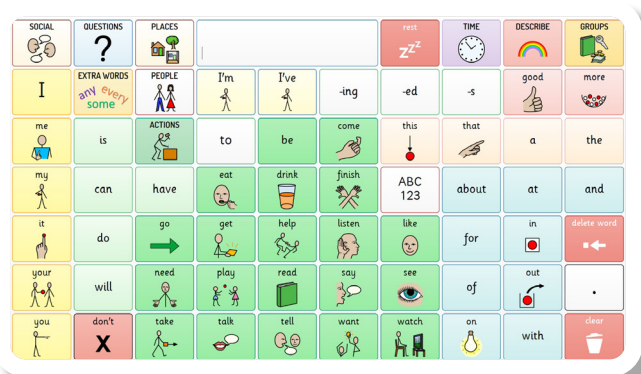 SOCIAL QUESTIONS PLACES rest TIME DESCRIBE GROUPS
? zzz
I EXTRA WORDS PEOPLE I'm I've -ing -ed -s good more
any every
some
me is ACTIONS to be come this that a the
my can have eat drink finish ABC about at and
123
it do go get help listen like for in delete word
your will need play read say see of out .
you don't take talk tell want watch on with clear
X